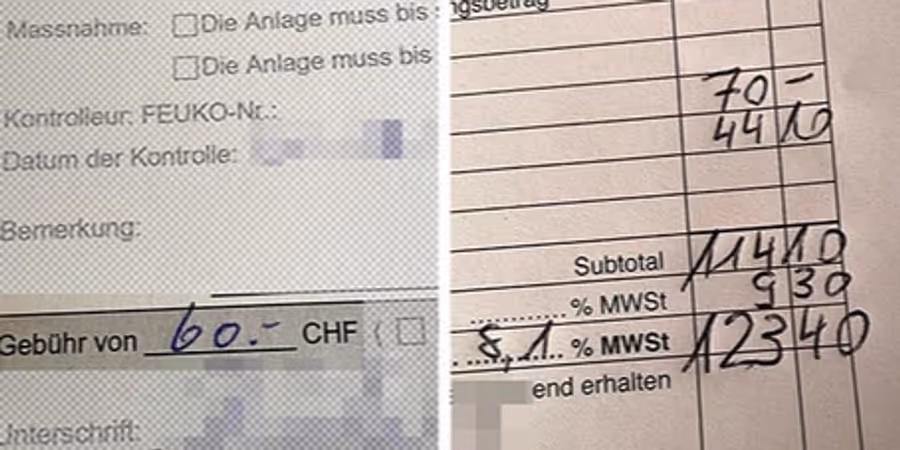 Massnahme: Die Anlage muss bis :
Die Anlage muss bis
Kontrolleur: FEUKO-Nr.:
Datum der Kontrolle:
Bemerkung:
Gebühr von 60.- CHF (
Unterschrift:
ngsbetrag
70 -
44 10
Subtotal 114 10
............% MWSt 9 30
8,1 % MWSt 123 40
end erhalten